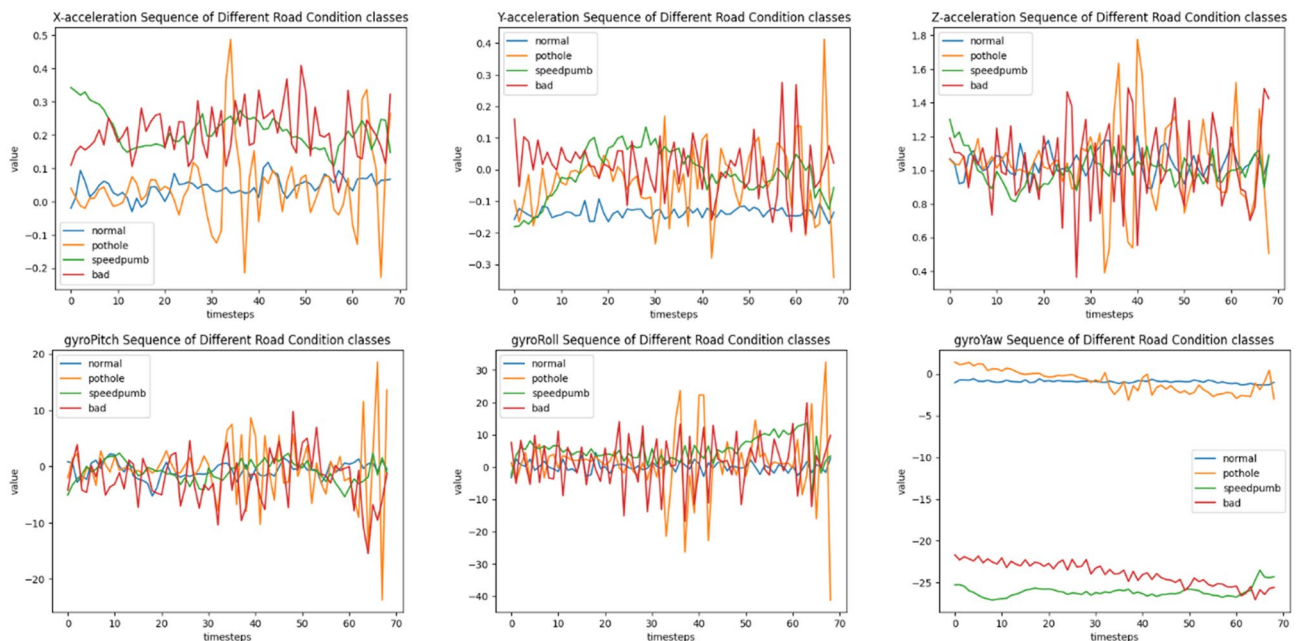 X-acceleration Sequence of Different Road Condition classes
0.5
0.4
0.3
0.2
0.1
0.0
-0.1
-0.2
value
normal
pothole
speedpumb
bad
0 10 20 30 40 50 60 70
timesteps
Y-acceleration Sequence of Different Road Condition classes
0.4
0.3
0.2
0.1
0.0
-0.1
-0.2
-0.3
value
normal
pothole
speedpumb
bad
0 10 20 30 40 50 60 70
timesteps
Z-acceleration Sequence of Different Road Condition classes
1.8
1.6
1.4
1.2
1.0
0.8
0.6
0.4
value
normal
pothole
speedpumb
bad
0 10 20 30 40 50 60 70
timesteps
gyroPitch Sequence of Different Road Condition classes
20
10
0
-10
-20
value
normal
pothole
speedpumb
bad
0 10 20 30 40 50 60 70
timesteps
gyroRoll Sequence of Different Road Condition classes
30
20
10
0
-10
-20
-30
-40
value
normal
pothole
speedpumb
bad
0 10 20 30 40 50 60 70
timesteps
gyroYaw Sequence of Different Road Condition classes
0
-5
-10
-15
-20
-25
value
normal
pothole
speedpumb
bad
0 10 20 30 40 50 60 70
timesteps